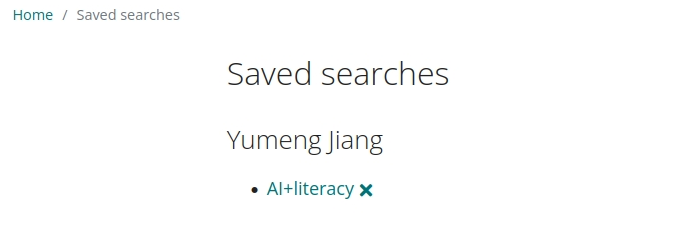 Home / Saved searches
Saved searches
Yumeng Jiang
• AI+literacy ×